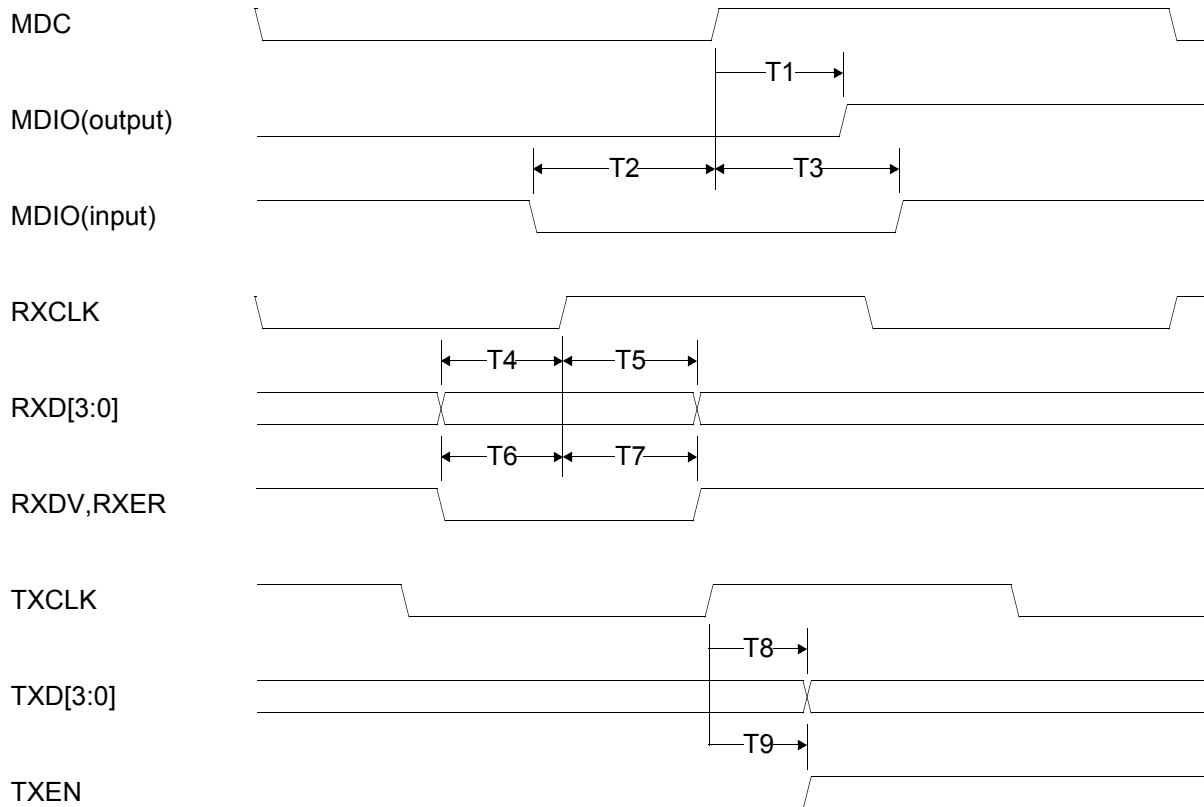 MDC
T1
MDIO(output)
T2 T3
MDIO(input)
RXCLK
T4 T5
RXD[3:0]
T6 T7
RXDV,RXER
TXCLK
T8
TXD[3:0]
T9
TXEN